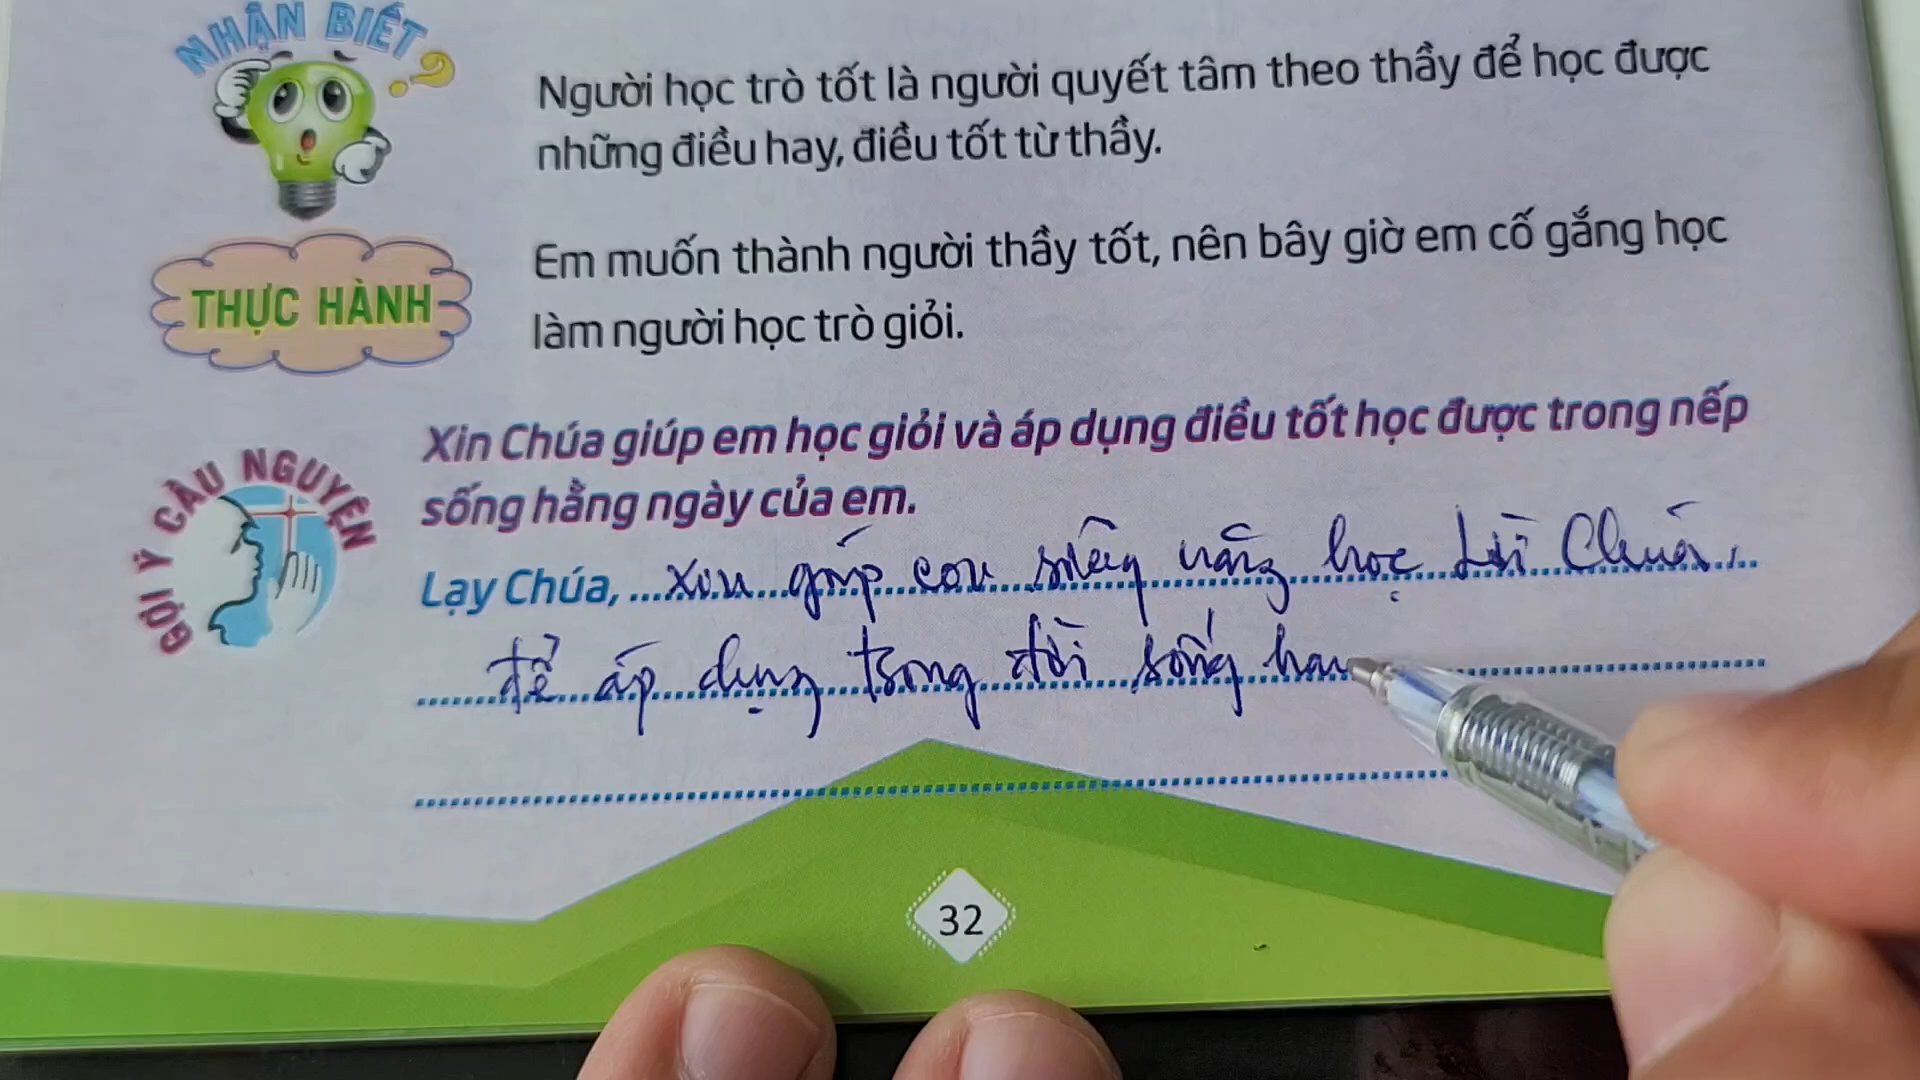 NHẬN BIẾT?
Người học trò tốt là người quyết tâm theo thầy để học được
những điều hay, điều tốt từ thầy.
THỰC HÀNH
Em muốn thành người thầy tốt, nên bây giờ em cố gắng học
làm người học trò giỏi.
GỢI Ý CẦU NGUYỆN
Xin Chúa giúp em học giỏi và áp dụng điều tốt học được trong nếp
sống hằng ngày của em.
Lạy Chúa, xin giúp con siêng năng học Lời Chúa
để áp dụng trong đời sống han
32